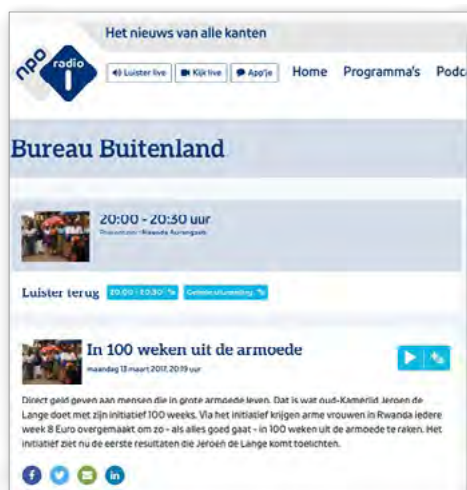 Het nieuws van alle kanten
npo radio 1
Luister live Kijk live App'je Home Programma's Podc
Bureau Buitenland
20:00 - 20:30 uur
Luister terug 20:00 - 20:30
In 100 weken uit de armoede
maandag 13 maart 2017, 20:19 uur
Direct geld geven aan mensen die in grote armoede leven. Dat is wat oud-Kamerlid Jeroen de
Lange doet met zijn initiatief 100 weeks. Via het initiatief krijgen arme vrouwen in Rwanda iedere
week 8 Euro overgemaakt om zo - als alles goed gaat - in 100 weken uit de armoede te raken. Het
initiatief ziet nu de eerste resultaten die Jeroen de Lange komt toelichten.